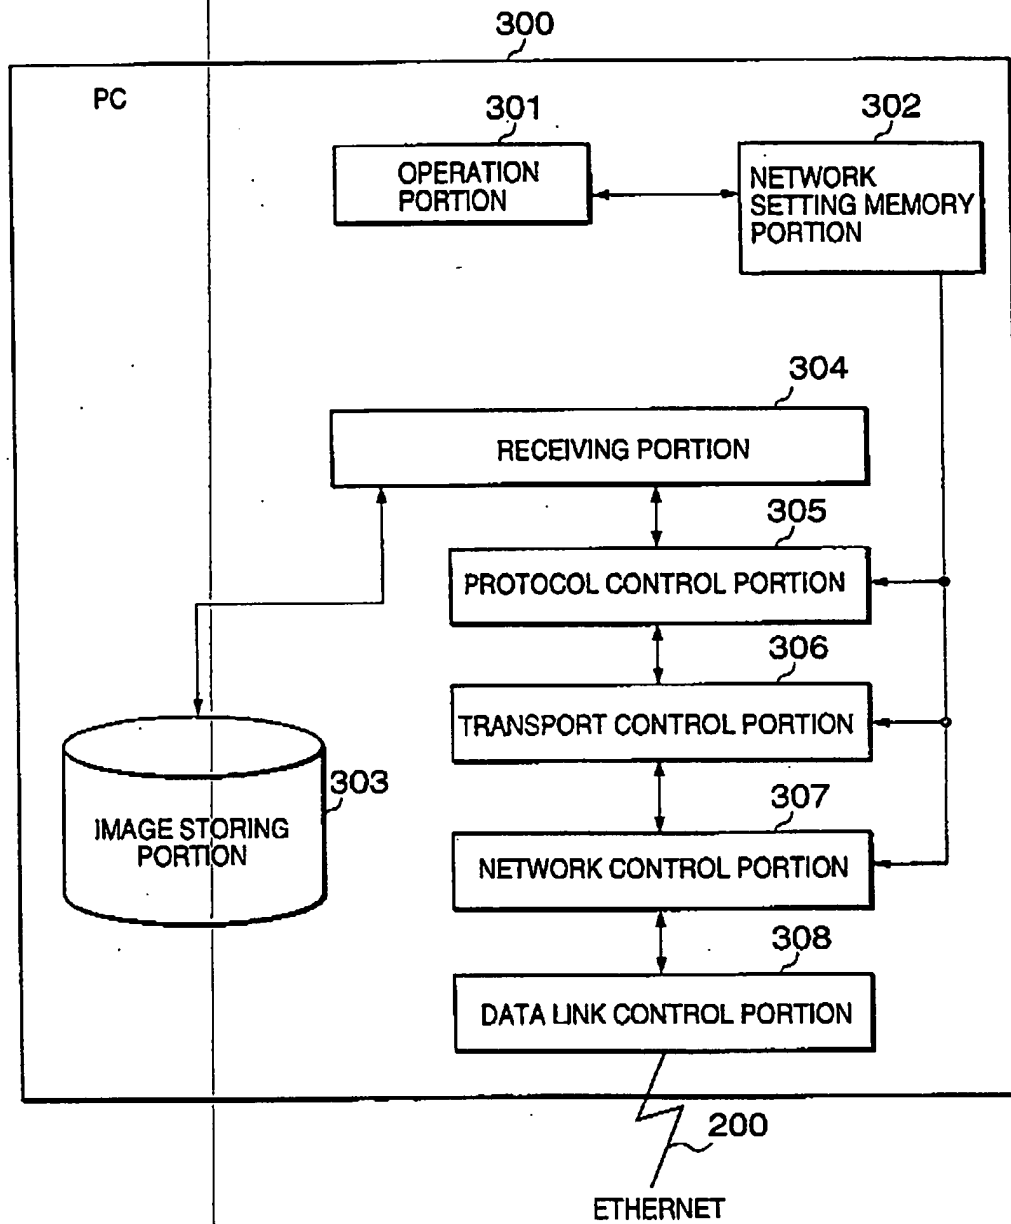 300
PC
301
302
OPERATION
PORTION
NETWORK
SETTING MEMORY
PORTION
304
RECEIVING PORTION
305
PROTOCOL CONTROL PORTION
306
TRANSPORT CONTROL PORTION
303
IMAGE STORING
PORTION
307
NETWORK CONTROL PORTION
308
DATA LINK CONTROL PORTION
200
ETHERNET